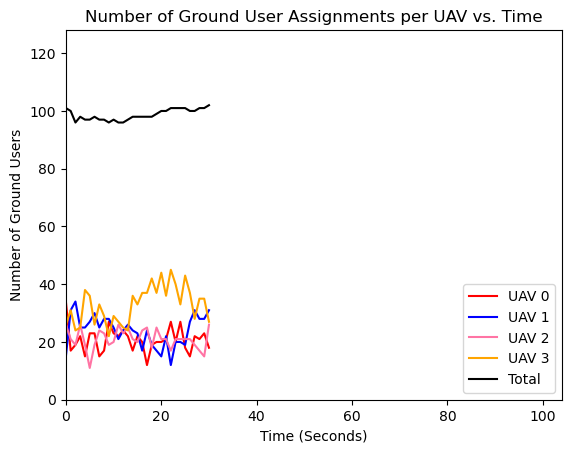 Number of Ground User Assignments per UAV vs. Time
Number of Ground Users
120
100
80
60
40
20
0
0 20 40 60 80 100
Time (Seconds)
UAV 0
UAV 1
UAV 2
UAV 3
Total